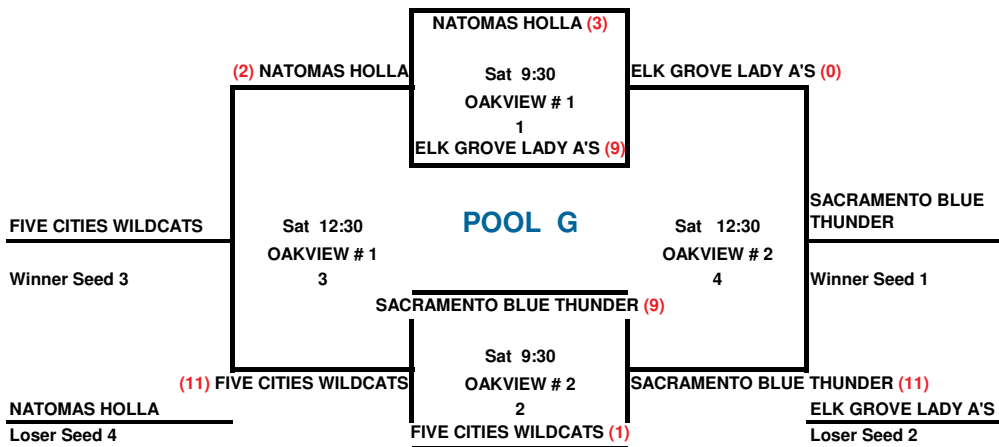 NATOMAS HOLLA (3)
(2) NATOMAS HOLLA
Sat 9:30
ELK GROVE LADY A'S (0)
OAKVIEW # 1
1
ELK GROVE LADY A'S (9)
FIVE CITIES WILDCATS
Sat 12:30
POOL G
Sat 12:30
SACRAMENTO BLUE
THUNDER
OAKVIEW # 1
OAKVIEW # 2
Winner Seed 3
3
4
Winner Seed 1
SACRAMENTO BLUE THUNDER (9)
Sat 9:30
(11) FIVE CITIES WILDCATS
OAKVIEW # 2
SACRAMENTO BLUE THUNDER (11)
NATOMAS HOLLA
2
ELK GROVE LADY A'S
Loser Seed 4
FIVE CITIES WILDCATS (1)
Loser Seed 2